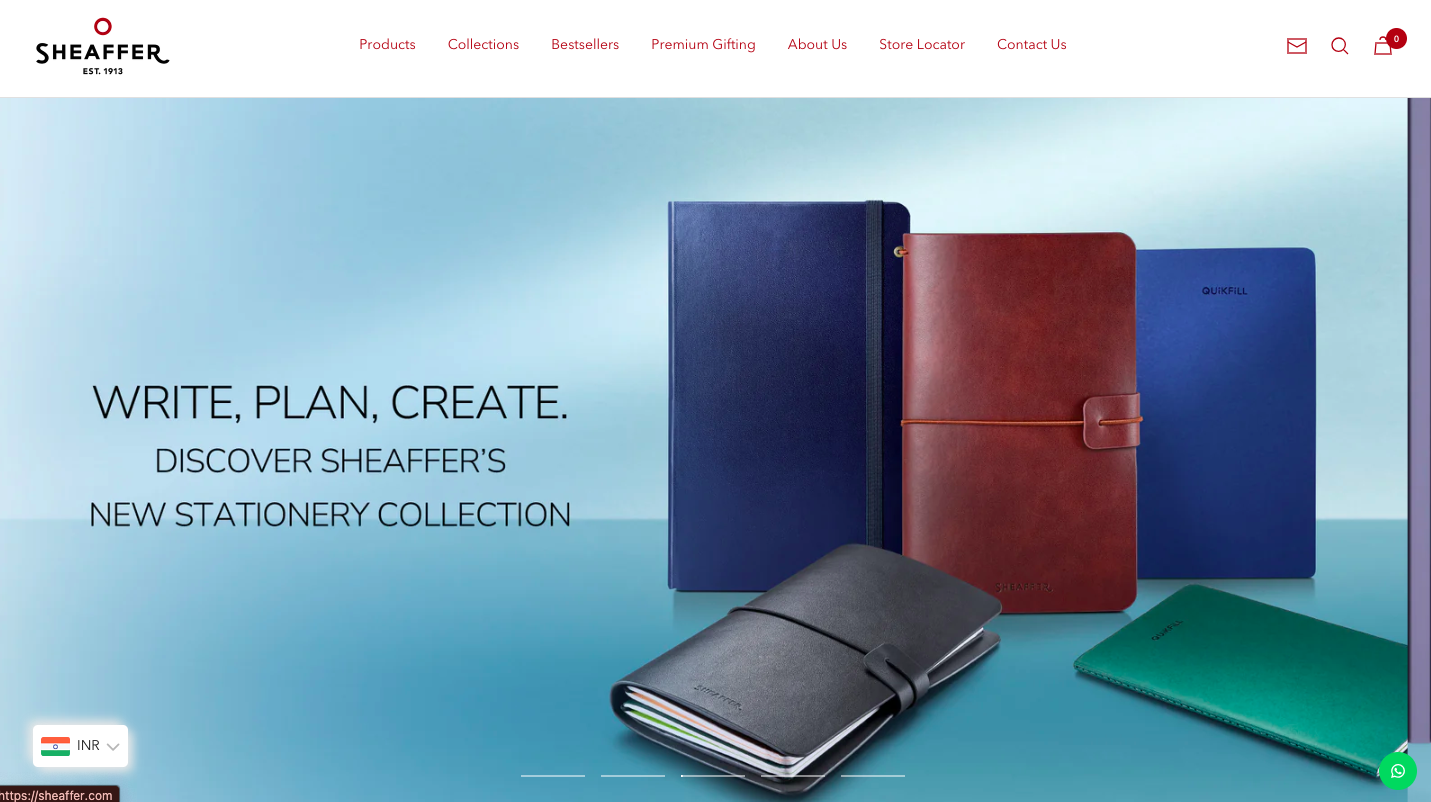 SHEAFFER
EST. 1913
Products
Collections
Bestsellers
Premium Gifting
About Us
Store Locator
Contact Us
0
QUIKFILL
WRITE, PLAN, CREATE.
DISCOVER SHEAFFER'S
NEW STATIONERY COLLECTION
SHEAFFER
QUIKFILL
SHEAFFER
INR
https://sheaffer.com